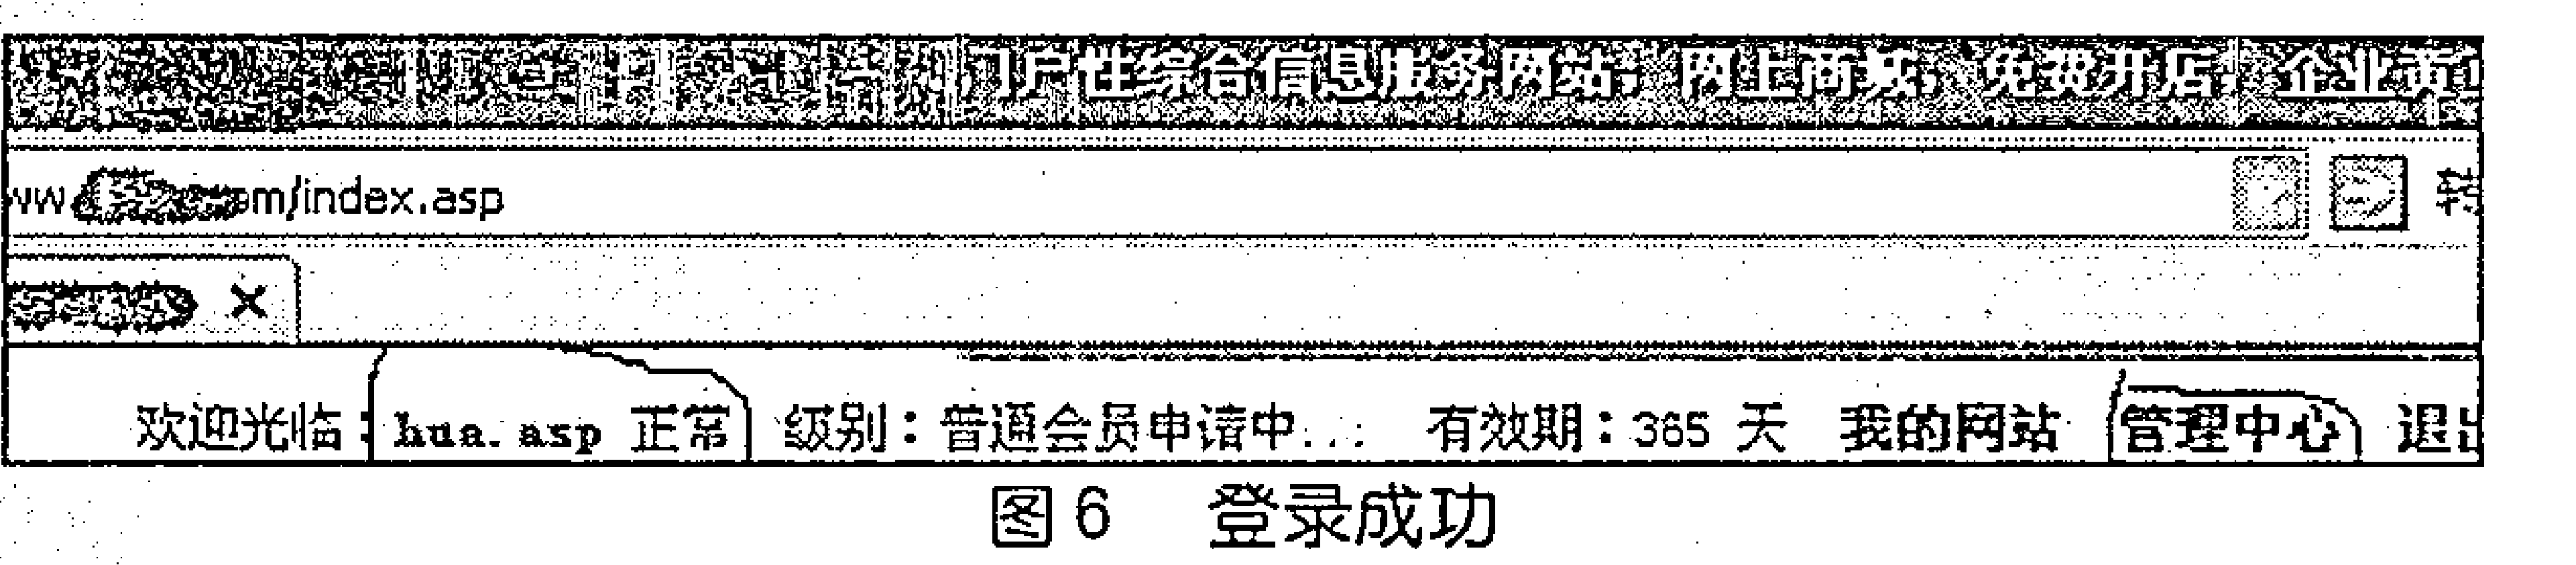 门户性综合信息服务网站，网上商城，免费开店，企业黄
/index.asp
欢迎光临：hua.asp 正常 级别：普通会员申请中... 有效期：365 天 我的网站 管理中心 退出
图6 登录成功